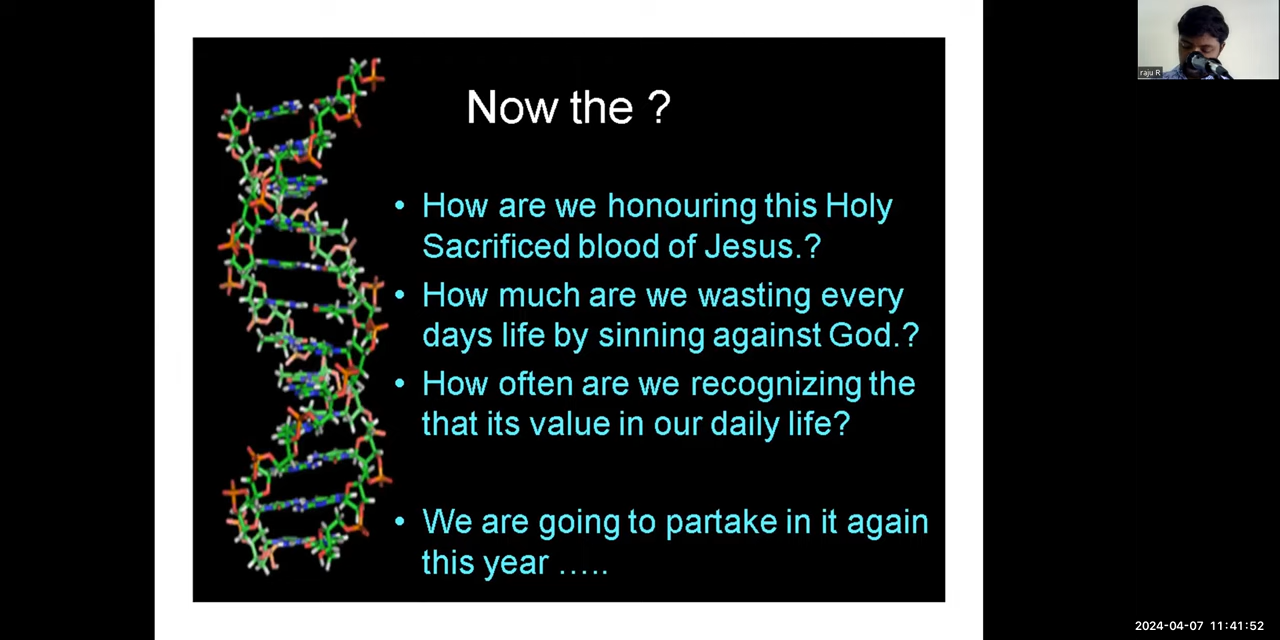 raju R
Now the ?
• How are we honouring this Holy
Sacrificed blood of Jesus.?
• How much are we wasting every
days life by sinning against God.?
• How often are we recognizing the
that its value in our daily life?
• We are going to partake in it again
this year .....
2024-04-07 11:41:52